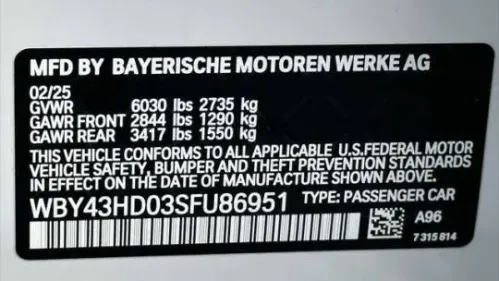 MFD BY BAYERISCHE MOTOREN WERKE AG
02/25
GVWR 6030 lbs 2735 kg
GAWR FRONT 2844 lbs 1290 kg
GAWR REAR 3417 lbs 1550 kg
THIS VEHICLE CONFORMS TO ALL APPLICABLE U.S.FEDERAL MOTOR
VEHICLE SAFETY, BUMPER AND THEFT PREVENTION STANDARDS IN
EFFECT ON THE DATE OF MANUFACTURE SHOWN ABOVE.
WBY43HD03SFU86951 TYPE: PASSENGER CAR
A96
7 315 814